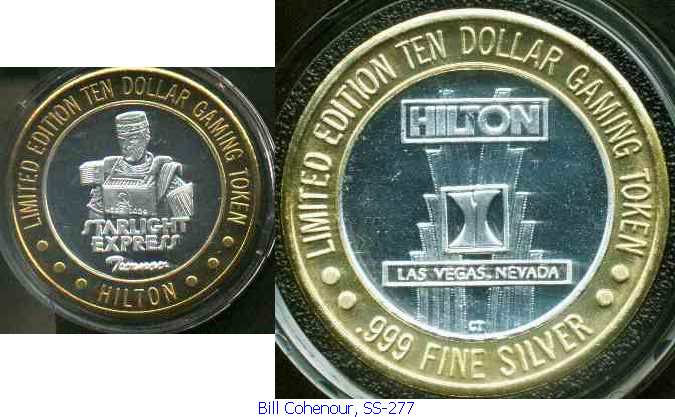 LIMITED EDITION TEN DOLLAR GAMING TOKEN
STARLIGHT
EXPRESS
HILTON
LIMITED EDITION TEN DOLLAR GAMING TOKEN
HILTON
LAS VEGAS, NEVADA
CT
.999 FINE SILVER
Bill Cohenour, SS-277